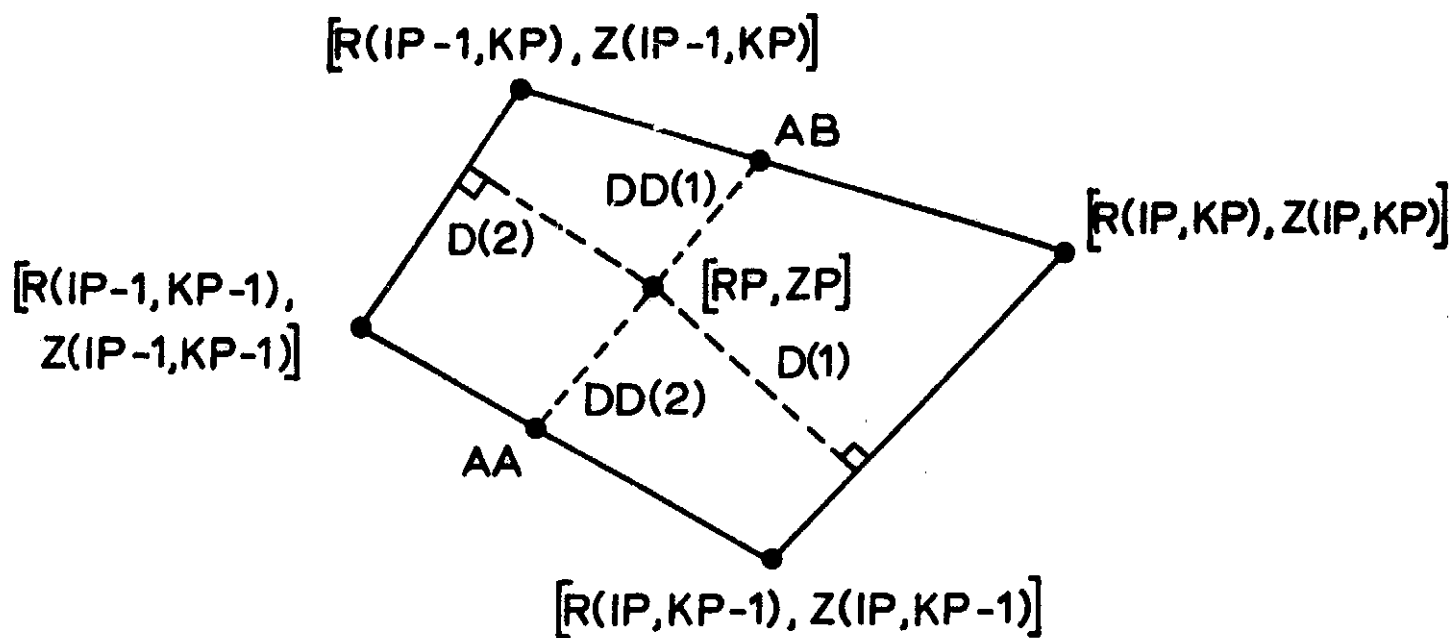 [R(IP-1,KP), Z(IP-1,KP)]
AB
DD(1)
[R(IP,KP), Z(IP,KP)]
D(2)
[R(IP-1,KP-1),
Z(IP-1,KP-1)]
[RP,ZP]
D(1)
DD(2)
AA
[R(IP,KP-1), Z(IP,KP-1)]